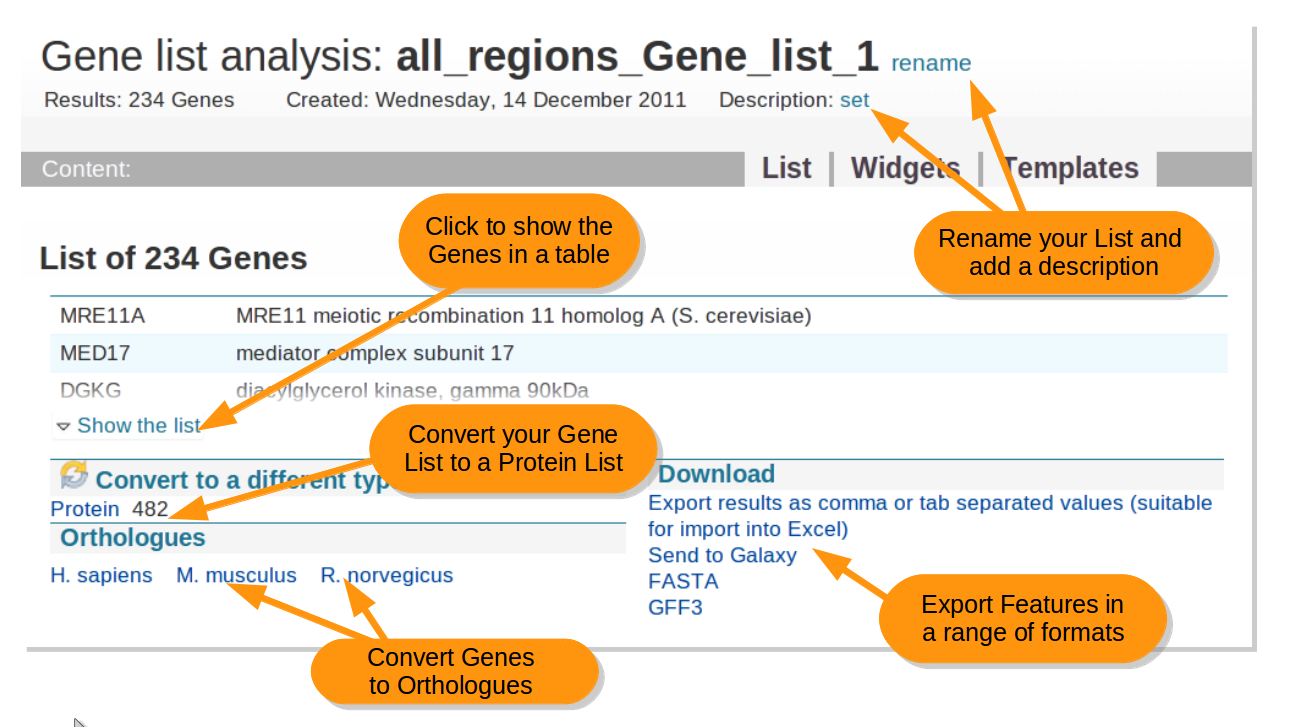 Gene list analysis: all_regions_Gene_list_1 rename
Results: 234 Genes Created: Wednesday, 14 December 2011 Description: set
Content:
List | Widgets | Templates
Click to show the
Genes in a table
Rename your List and
add a description
List of 234 Genes
MRE11A MRE11 meiotic recombination 11 homolog A (S. cerevisiae)
MED17 mediator complex subunit 17
DGKG diacylglycerol kinase, gamma 90kDa
Show the list
Convert your Gene
List to a Protein List
Convert to a different typ
Protein 482
Orthologues
H. sapiens M. musculus R. norvegicus
Convert Genes
to Orthologues
Download
Export results as comma or tab separated values (suitable
for import into Excel)
Send to Galaxy
FASTA
GFF3
Export Features in
a range of formats